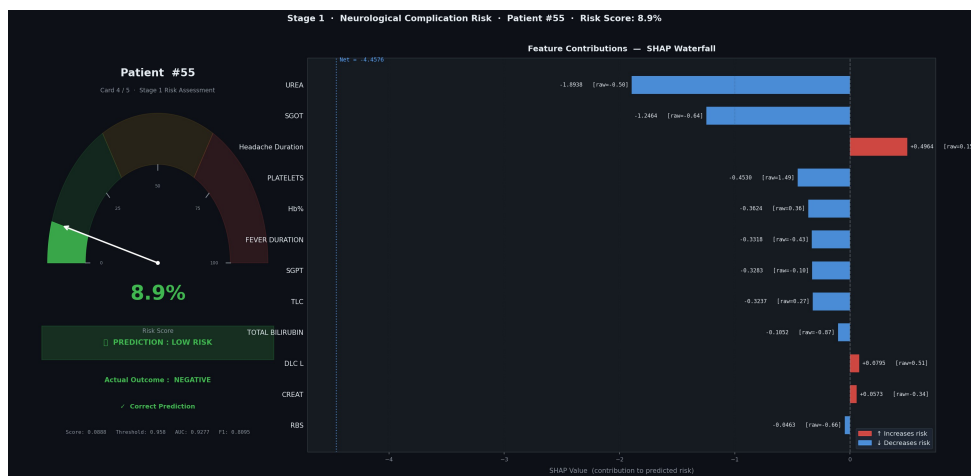 Stage 1 · Neurological Complication Risk · Patient #55 · Risk Score: 8.9%
Patient #55
Card 4 / 5 · Stage 1 Risk Assessment
0
25
50
75
100
8.9%
Risk Score
PREDICTION : LOW RISK
Actual Outcome : NEGATIVE
✓ Correct Prediction
Score: 0.0888 Threshold: 0.958 AUC: 0.9277 F1: 0.8095
Feature Contributions — SHAP Waterfall
Net = -4.4576
UREA -1.8938 [raw=-0.50]
SGOT -1.2464 [raw=-0.64]
Headache Duration +0.4964 [raw=0.15
PLATELETS -0.4530 [raw=1.49]
Hb% -0.3624 [raw=0.36]
FEVER DURATION -0.3318 [raw=-0.43]
SGPT -0.3283 [raw=-0.10]
TLC -0.3237 [raw=0.27]
TOTAL BILIRUBIN -0.1052 [raw=-0.87]
DLC L +0.0795 [raw=0.51]
CREAT +0.0573 [raw=-0.34]
RBS -0.0463 [raw=-0.66]
↑ Increases risk
↓ Decreases risk
−4 −3 −2 −1 0
SHAP Value (contribution to predicted risk)